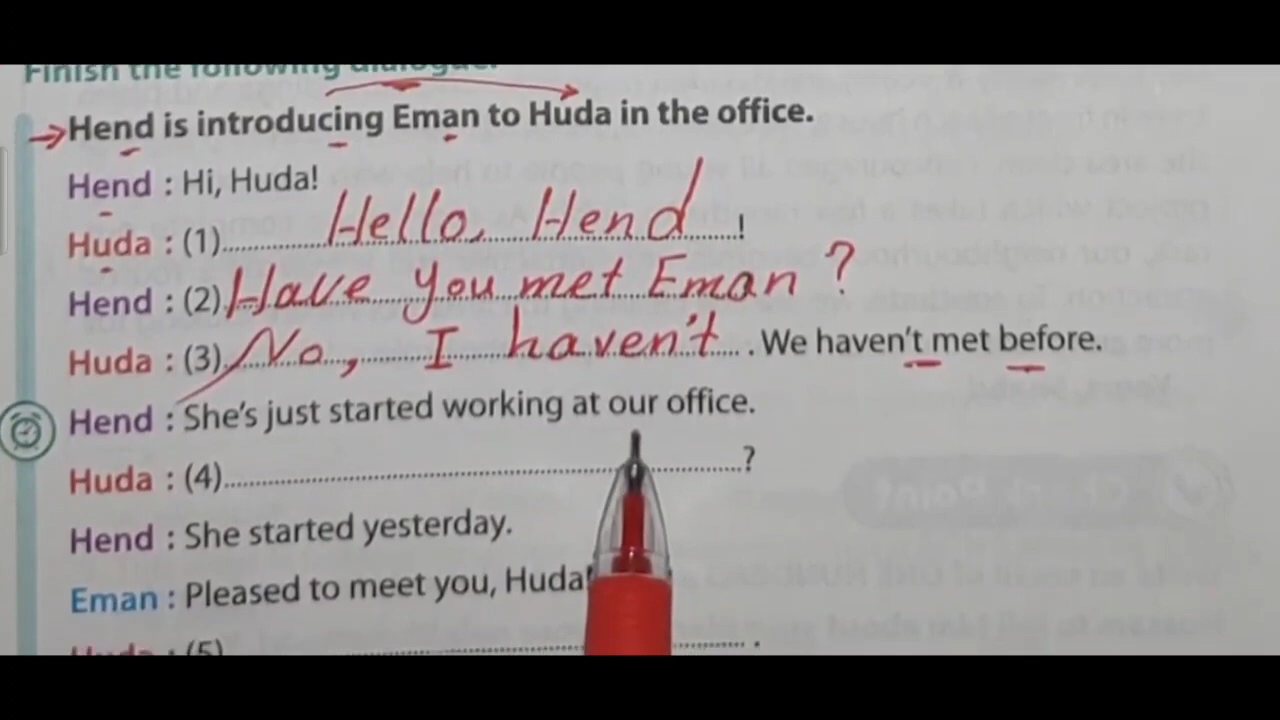 Finish the following dialogue.
Hend is introducing Eman to Huda in the office.
Hend : Hi, Huda!
Huda : (1) Hello, Hend !
Hend : (2) Have you met Eman ?
Huda : (3) No, I haven't . We haven't met before.
Hend : She's just started working at our office.
Huda : (4) ?
Hend : She started yesterday.
Eman : Pleased to meet you, Huda!
Huda : (5) .